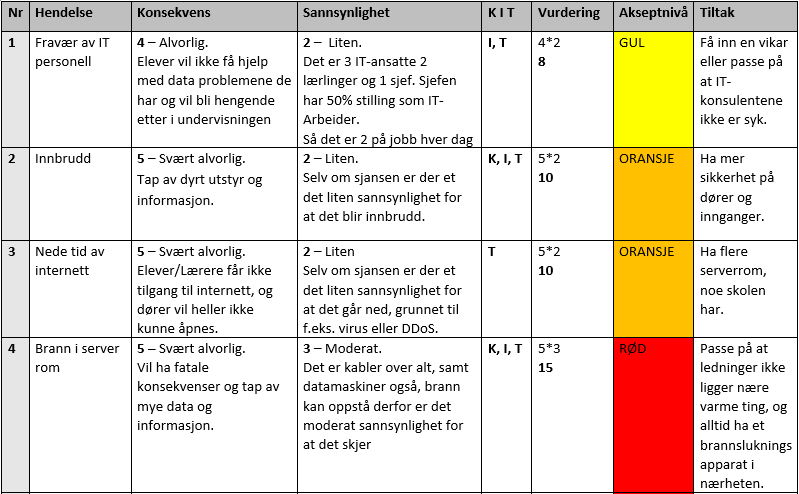 Nr Hendelse Konsekvens Sannsynlighet K I T Vurdering Akseptnivå Tiltak
1
Fravær av IT
personell
4 – Alvorlig.
Elever vil ikke få hjelp
med data problemene de
har og vil bli hengende
etter i undervisningen
2 – Liten.
Det er 3 IT-ansatte 2
lærlinger og 1 sjef. Sjefen
har 50% stilling som IT-
Arbeider.
Så det er 2 på jobb hver dag
I, T
4*2
8
GUL
Få inn en vikar
eller passe på
at IT-
konsulentene
ikke er syk.
2
Innbrudd
5 – Svært alvorlig.
Tap av dyrt utstyr og
informasjon.
2 – Liten.
Selv om sjansen er der et
det liten sannsynlighet for
at det blir innbrudd.
K, I, T
5*2
10
ORANSJE
Ha mer
sikkerhet på
dører og
innganger.
3
Nede tid av
internett
5 – Svært alvorlig.
Elever/Lærere får ikke
tilgang til internett, og
dører vil heller ikke
kunne åpnes.
2 – Liten
Selv om sjansen er der et
det liten sannsynlighet for
at det går ned, grunnet til
f.eks. virus eller DDoS.
T
5*2
10
ORANSJE
Ha flere
serverrom,
noe skolen
har.
4
Brann i server
rom
5 – Svært alvorlig.
Vil ha fatale
konsekvenser og tap av
mye data og
informasjon.
3 – Moderat.
Det er kabler over alt, samt
datamaskiner også, brann
kan oppstå derfor er det
moderat sannsynlighet for
at det skjer
K, I, T
5*3
15
RØD
Passe på at
ledninger ikke
ligger nære
varme ting, og
alltid ha et
brannsluknings
apparat i
nærheten.